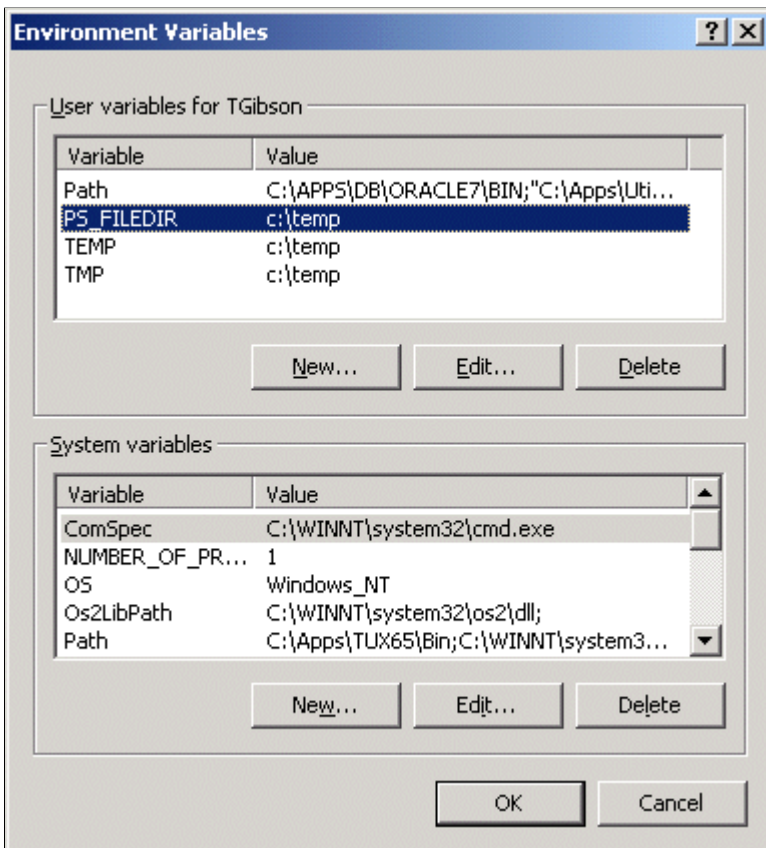 Environment Variables
User variables for TGibson
Variable Value
Path C:\APPS\DB\ORACLE7\BIN;"C:\Apps\Uti...
PS_FILEDIR c:\temp
TEMP c:\temp
TMP c:\temp
New... Edit... Delete
System variables
Variable Value
ComSpec C:\WINNT\system32\cmd.exe
NUMBER_OF_PR... 1
OS Windows_NT
Os2LibPath C:\WINNT\system32\os2\dll;
Path C:\Apps\TUX65\Bin;C:\WINNT\system3...
New... Edit... Delete
OK Cancel